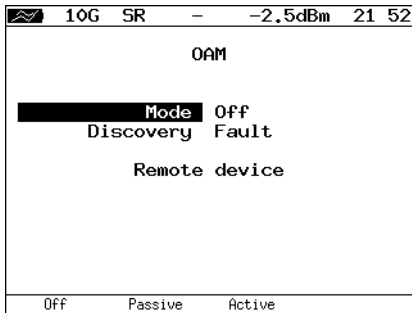 10G SR – -2.5dBm 21 52
OAM
Mode Off
Discovery Fault
Remote device
Off Passive Active